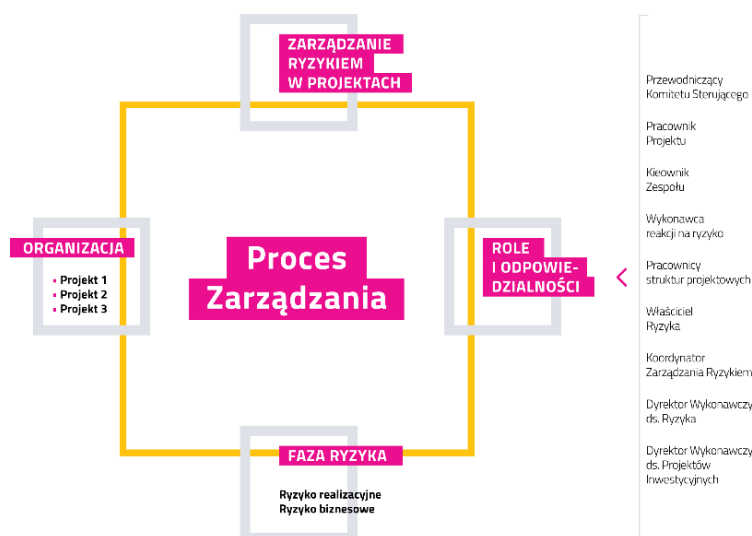 ZARZĄDZANIE
RYZYKIEM
W PROJEKTACH
ORGANIZACJA
Projekt 1
Projekt 2
Projekt 3
Proces
Zarządzania
ROLE
I ODPOWIE-
DZIALNOŚCI
FAZA RYZYKA
Ryzyko realizacyjne
Ryzyko biznesowe
Przewodniczący
Komitetu Sterującego
Pracownik
Projektu
Kieownik
Zespołu
Wykonawca
reakcji na ryzyko
Pracownicy
struktur projektowych
Właściciel
Ryzyka
Koordynator
Zarządzania Ryzykiem
Dyrektor Wykonawczy
ds. Ryzyka
Dyrektor Wykonawczy
ds. Projektów
Inwestycyjnych